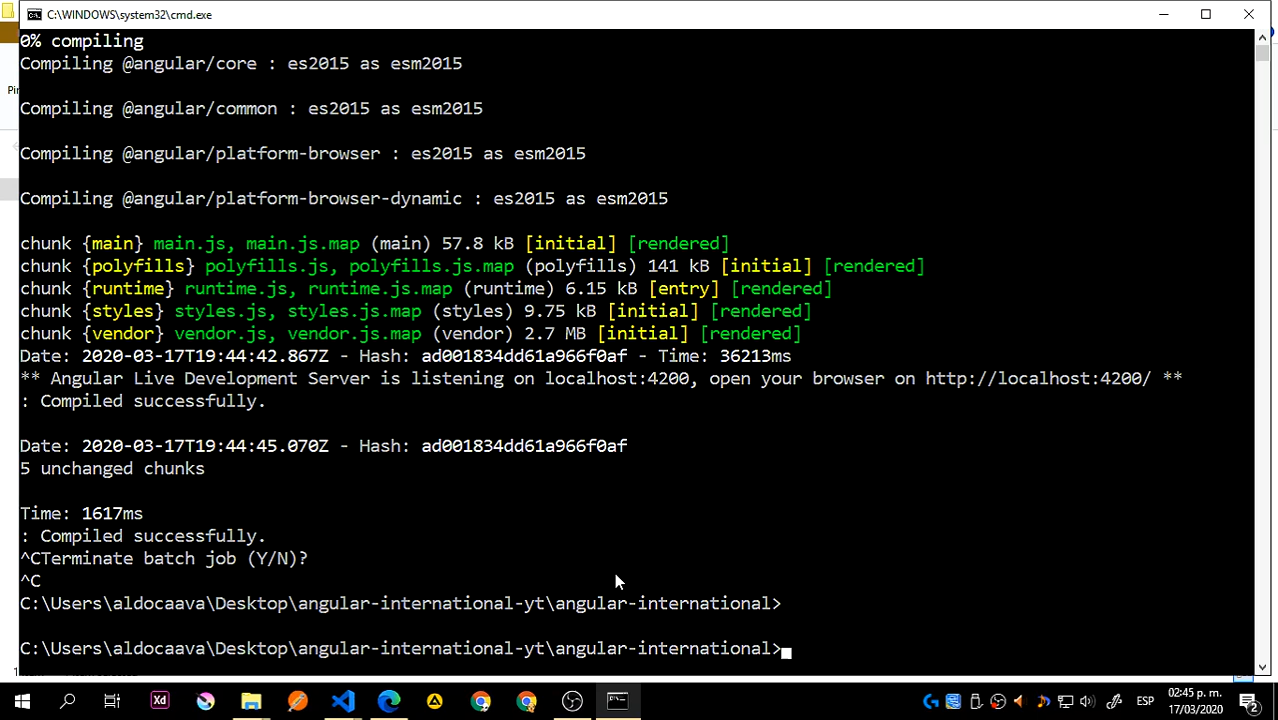 C:\WINDOWS\system32\cmd.exe
0% compiling
Compiling @angular/core : es2015 as esm2015
Compiling @angular/common : es2015 as esm2015
Compiling @angular/platform-browser : es2015 as esm2015
Compiling @angular/platform-browser-dynamic : es2015 as esm2015
chunk {main} main.js, main.js.map (main) 57.8 kB [initial] [rendered]
chunk {polyfills} polyfills.js, polyfills.js.map (polyfills) 141 kB [initial] [rendered]
chunk {runtime} runtime.js, runtime.js.map (runtime) 6.15 kB [entry] [rendered]
chunk {styles} styles.js, styles.js.map (styles) 9.75 kB [initial] [rendered]
chunk {vendor} vendor.js, vendor.js.map (vendor) 2.7 MB [initial] [rendered]
Date: 2020-03-17T19:44:42.867Z - Hash: ad001834dd61a966f0af - Time: 36213ms
** Angular Live Development Server is listening on localhost:4200, open your browser on http://localhost:4200/ **
: Compiled successfully.
Date: 2020-03-17T19:44:45.070Z - Hash: ad001834dd61a966f0af
5 unchanged chunks
Time: 1617ms
: Compiled successfully.
^CTerminate batch job (Y/N)?
^C
C:\Users\aldocaava\Desktop\angular-international-yt\angular-international>
C:\Users\aldocaava\Desktop\angular-international-yt\angular-international>
Xd
ESP
02:45 p. m.
17/03/2020
2